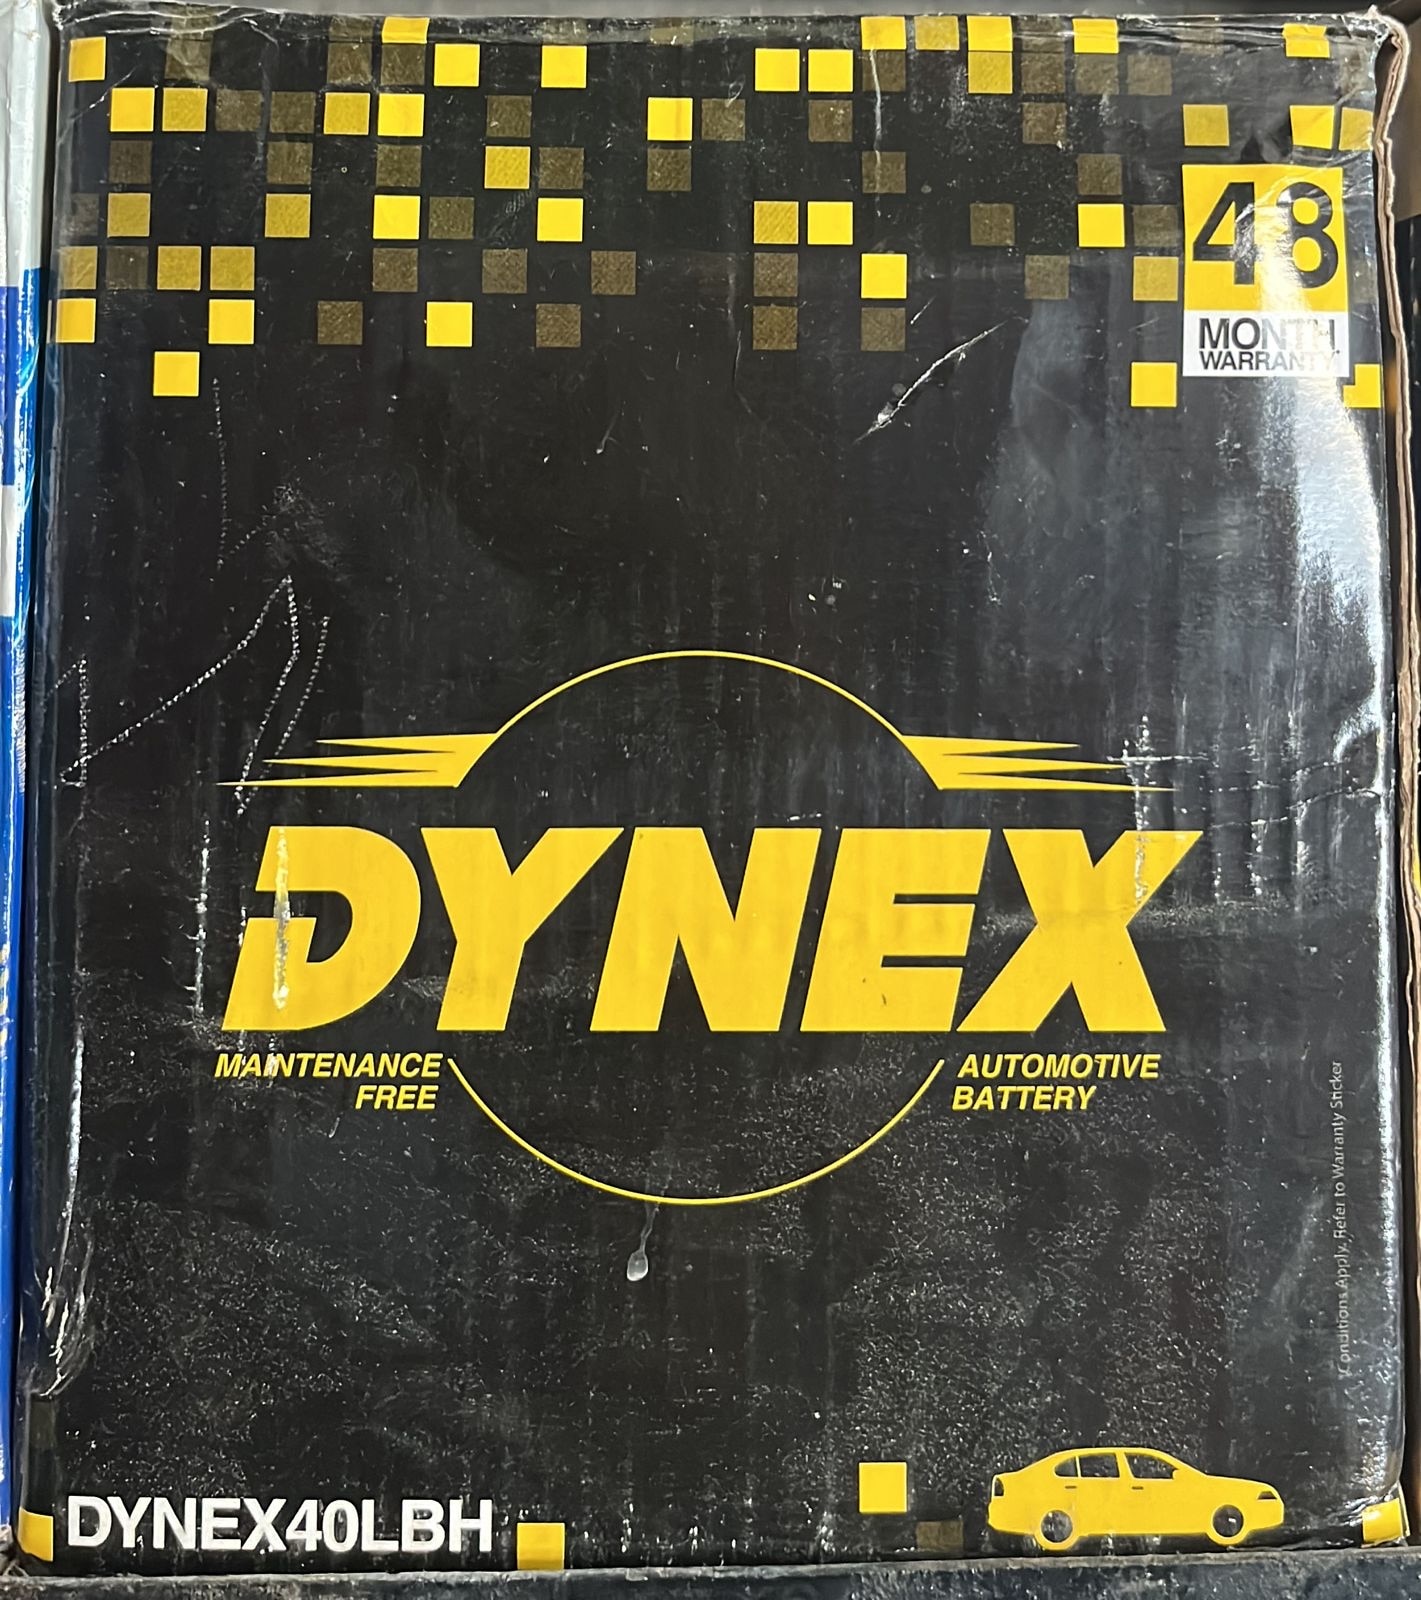 48
MONTH
WARRANTY*
DYNEX
MAINTENANCE
FREE
AUTOMOTIVE
BATTERY
*Conditions Apply. Refer to Warranty Sticker
DYNEX40LBH